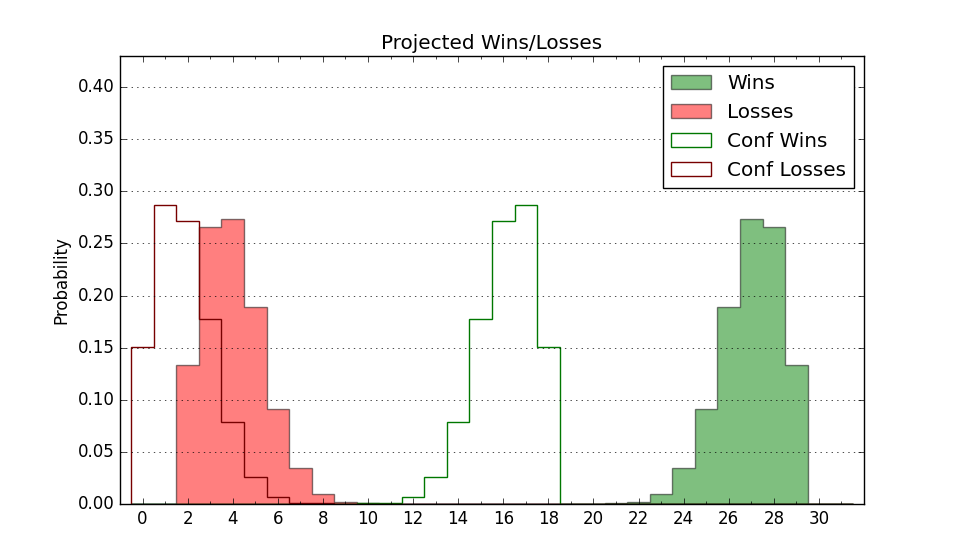 Projected Wins/Losses
0.40
0.35
0.30
0.25
0.20
0.15
0.10
0.05
0.00
Probability
Wins
Losses
Conf Wins
Conf Losses
0 2 4 6 8 10 12 14 16 18 20 22 24 26 28 30